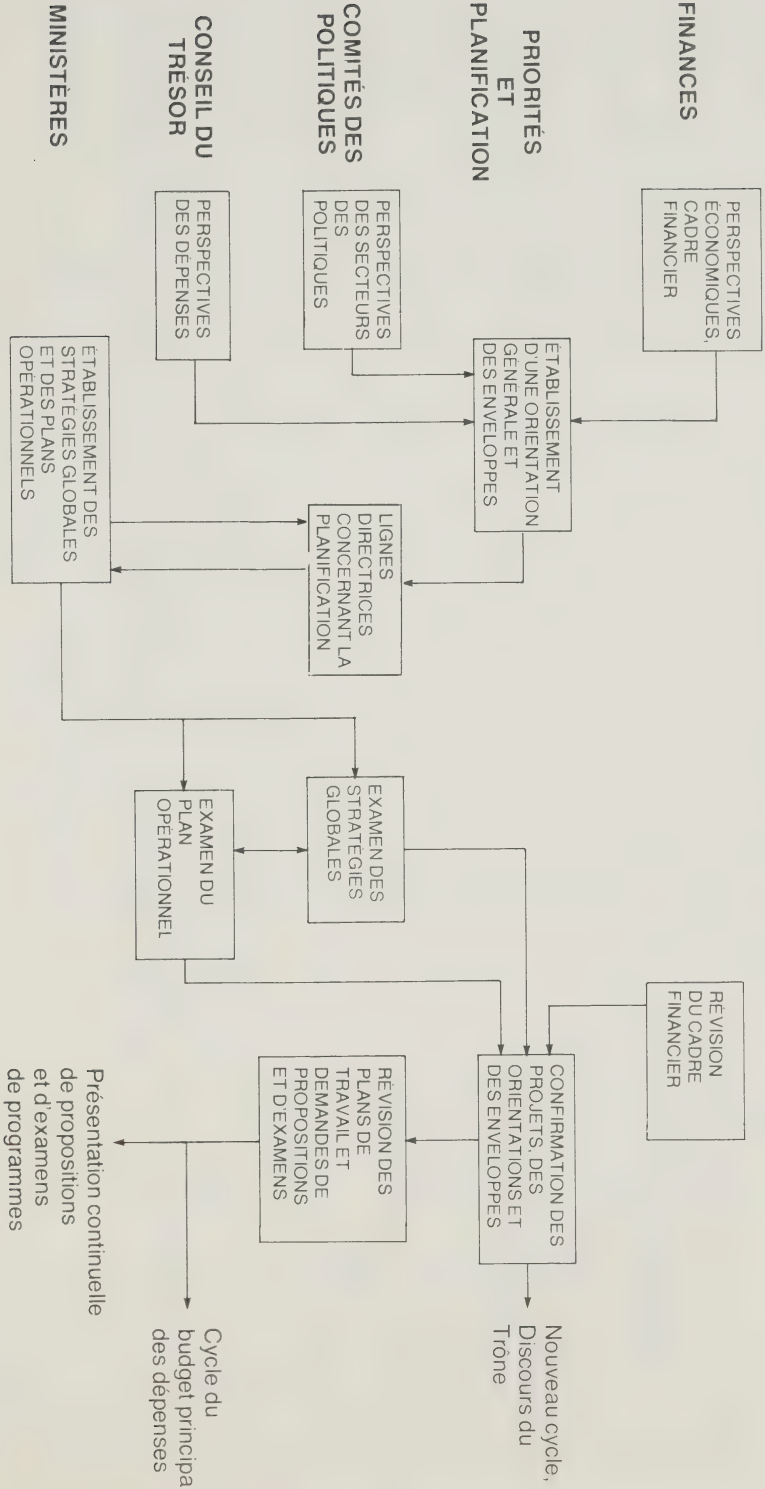 FINANCES
PERSPECTIVES
ÉCONOMIQUES,
CADRE
FINANCIER
RÉVISION
DU CADRE
FINANCIER
PRIORITÉS
ET
PLANIFICATION
ÉTABLISSEMENT
D'UNE ORIENTATION
GÉNÉRALE ET
DES ENVELOPPES
CONFIRMATION DES
PROJETS, DES
ORIENTATIONS ET
DES ENVELOPPES
Nouveau cycle,
Discours du
Trône
COMITÉS DES
POLITIQUES
PERSPECTIVES
DES SECTEURS
DES
POLITIQUES
LIGNES
DIRECTRICES
CONCERNANT LA
PLANIFICATION
EXAMEN DES
STRATÉGIES
GLOBALES
RÉVISION DES
PLANS DE
TRAVAIL ET
DEMANDES DE
PROPOSITIONS
ET D'EXAMENS
CONSEIL DU
TRÉSOR
PERSPECTIVES
DES DÉPENSES
EXAMEN DU
PLAN
OPÉRATIONNEL
Cycle du
budget principa
des dépenses
MINISTÈRES
ÉTABLISSEMENT DES
STRATÉGIES GLOBALES
ET DES PLANS
OPÉRATIONNELS
Présentation continuelle
de propositions
et d'examens
de programmes